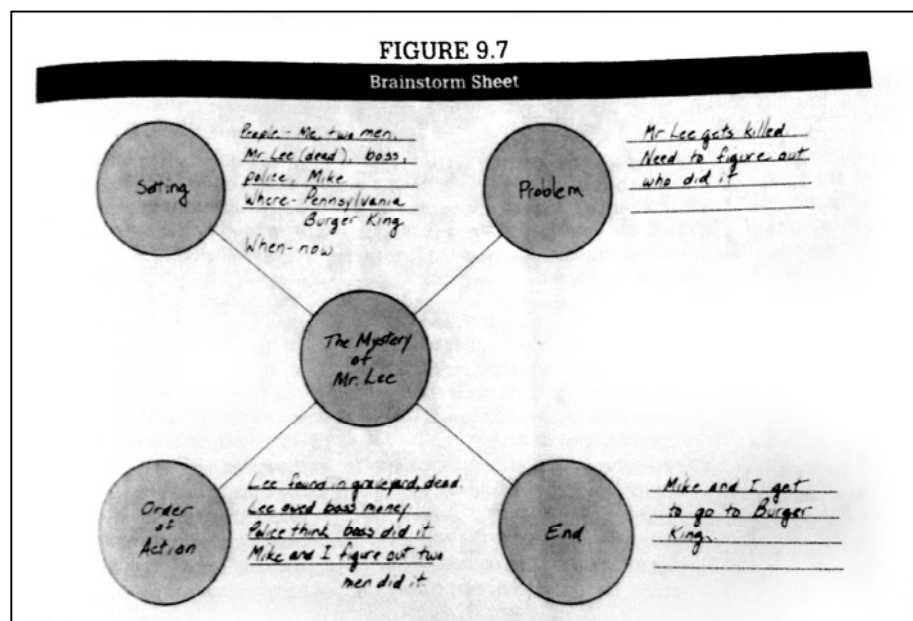 FIGURE 9.7
Brainstorm Sheet
Setting
People - Me, two men,
Mr. Lee (dead), boss,
police, Mike
Where - Pennsylvania
Burger King
When - now
Problem
Mr Lee gets killed.
Need to figure out
who did it
The Mystery
of
Mr. Lee
Order
of
Action
Lee found in graveyard, dead.
Lee owed boss money
Police think boss did it
Mike and I figure out two
men did it.
End
Mike and I get
to go to Burger
King.